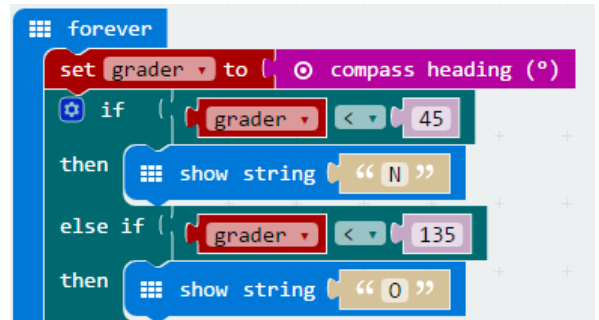 forever
set grader to compass heading (°)
if grader < 45
then show string “ N ”
else if grader < 135
then show string “ O ”